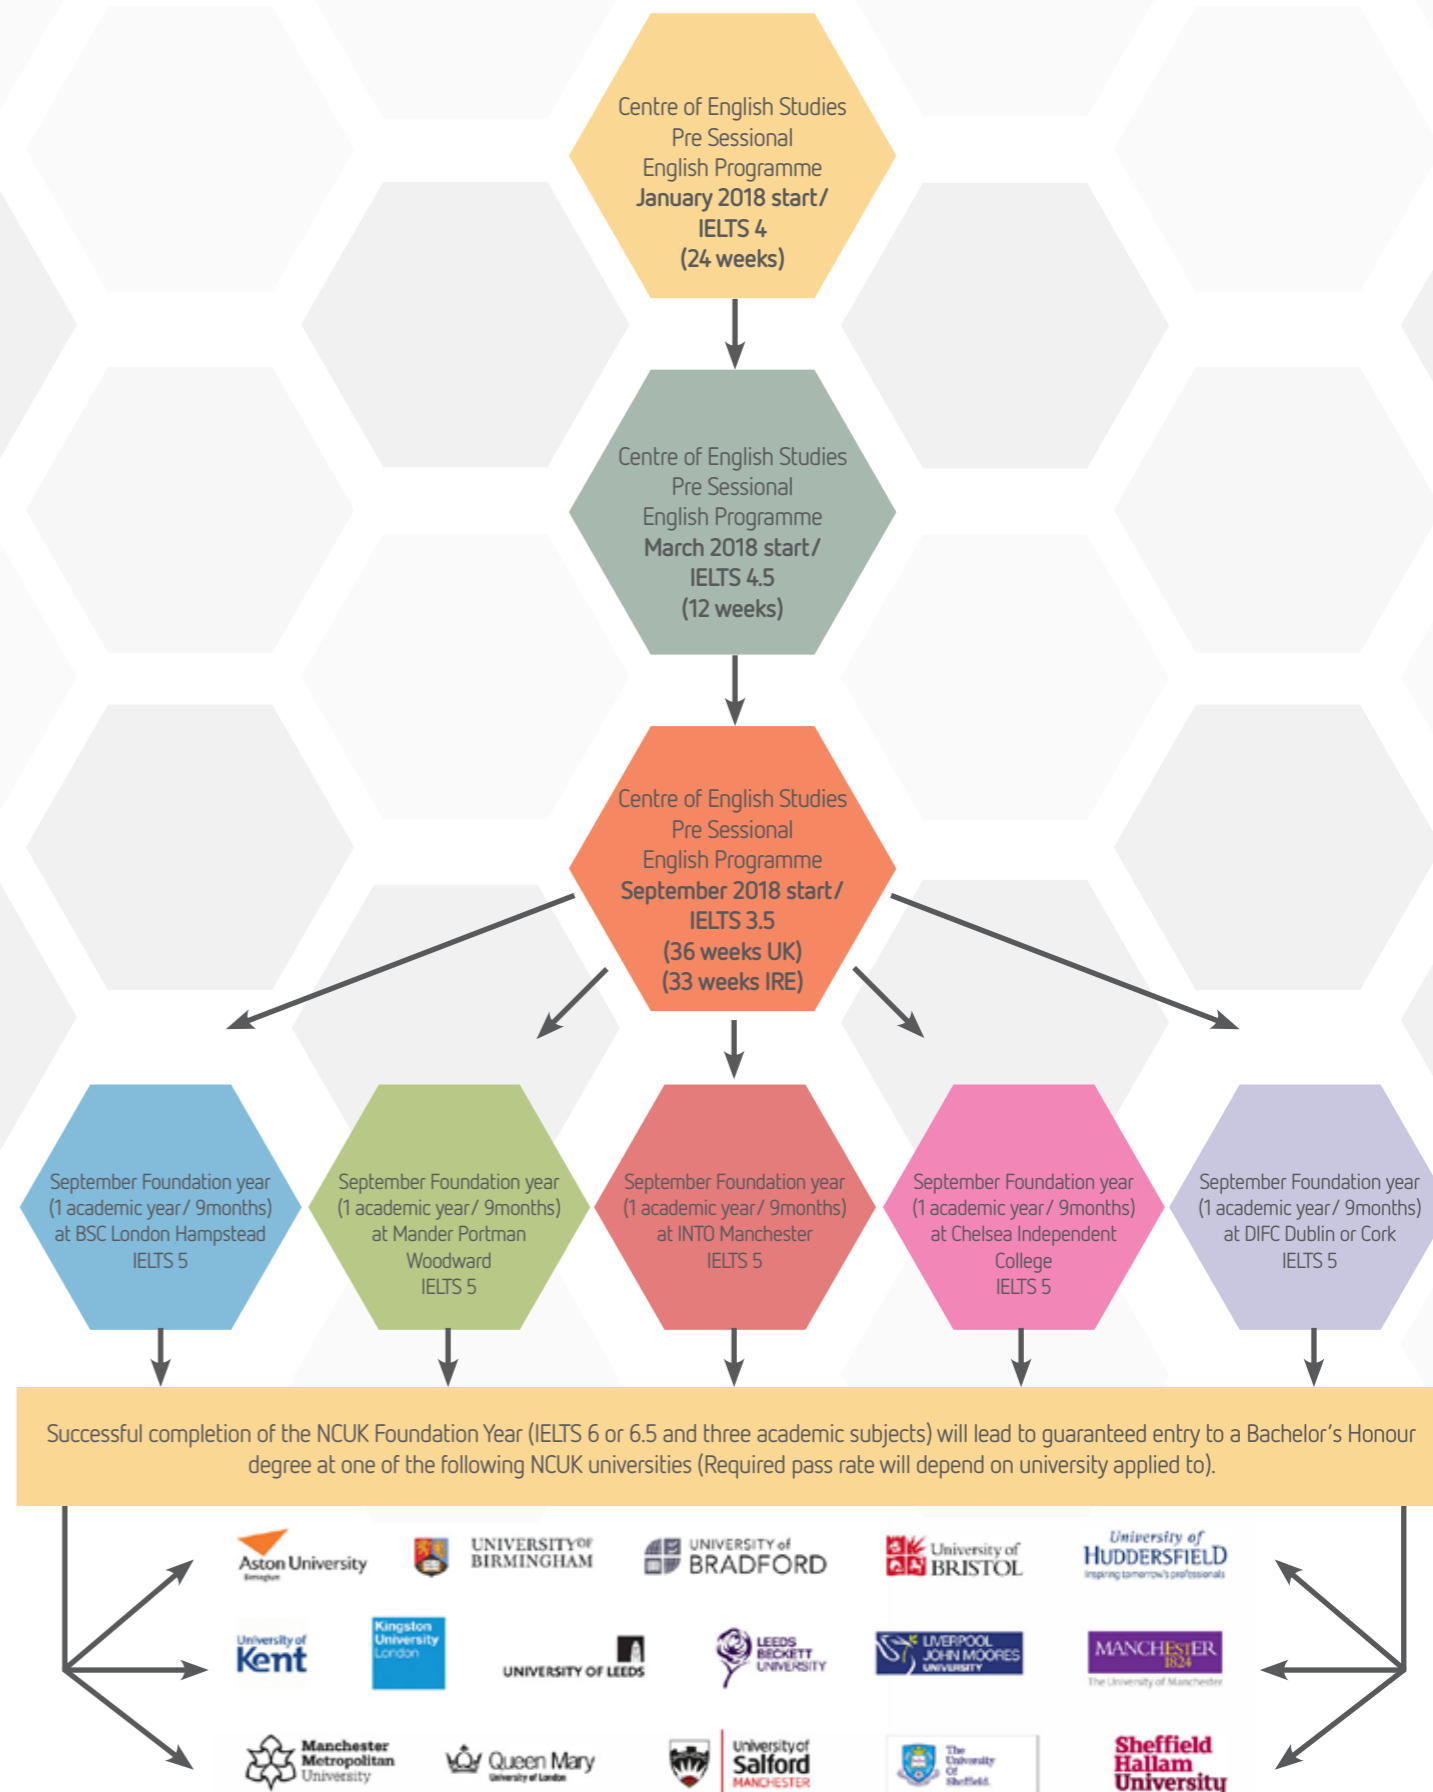 Centre of English Studies
Pre Sessional
English Programme
January 2018 start/
IELTS 4
(24 weeks)
Centre of English Studies
Pre Sessional
English Programme
March 2018 start/
IELTS 4.5
(12 weeks)
Centre of English Studies
Pre Sessional
English Programme
September 2018 start/
IELTS 3.5
(36 weeks UK)
(33 weeks IRE)
September Foundation year
(1 academic year/ 9months)
at BSC London Hampstead
IELTS 5
September Foundation year
(1 academic year/ 9months)
at Mander Portman
Woodward
IELTS 5
September Foundation year
(1 academic year/ 9months)
at INTO Manchester
IELTS 5
September Foundation year
(1 academic year/ 9months)
at Chelsea Independent
College
IELTS 5
September Foundation year
(1 academic year/ 9months)
at DIFC Dublin or Cork
IELTS 5
Successful completion of the NCUK Foundation Year (IELTS 6 or 6.5 and three academic subjects) will lead to guaranteed entry to a Bachelor's Honour
degree at one of the following NCUK universities (Required pass rate will depend on university applied to).
Aston University
Birmingham
UNIVERSITY OF
BIRMINGHAM
UNIVERSITY of
BRADFORD
University of
BRISTOL
University of
HUDDERSFIELD
Inspiring tomorrow's professionals
University of
Kent
Kingston
University
London
UNIVERSITY OF LEEDS
LEEDS
BECKETT
UNIVERSITY
LIVERPOOL
JOHN MOORES
UNIVERSITY
MANCHESTER
1824
The University of Manchester
Manchester
Metropolitan
University
Queen Mary
University of London
University of
Salford
MANCHESTER
The
University
Of
Sheffield.
Sheffield
Hallam
University